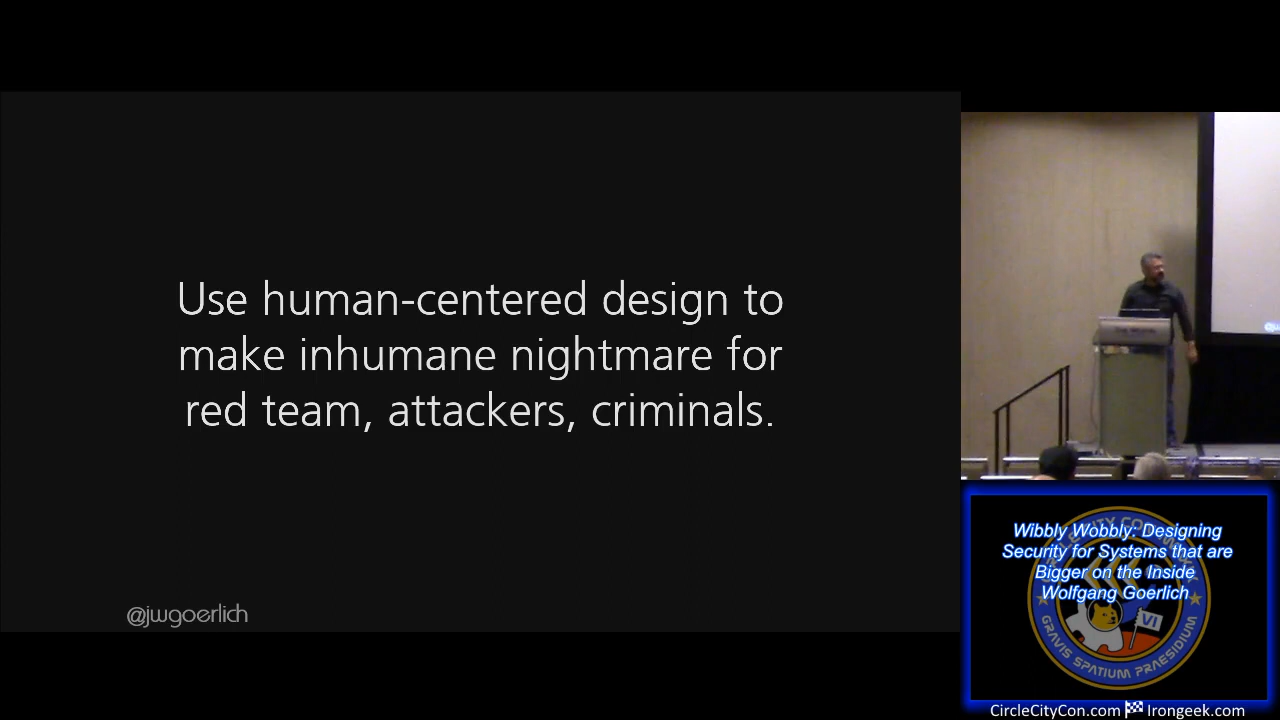 Use human-centered design to
make inhumane nightmare for
red team, attackers, criminals.
@jwgoerlich
Wibbly Wobbly: Designing
Security for Systems that are
Bigger on the Inside
Wolfgang Goerlich
VI
GRAVIS SPATIUM PRAESIDIUM
CircleCityCon.com Irongeek.com